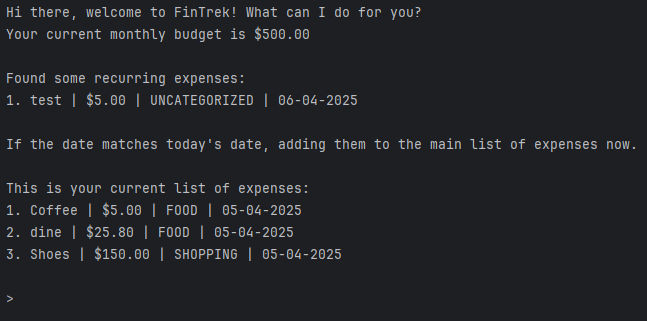 Hi there, welcome to FinTrek! What can I do for you?
Your current monthly budget is $500.00
Found some recurring expenses:
1. test | $5.00 | UNCATEGORIZED | 06-04-2025
If the date matches today's date, adding them to the main list of expenses now.
This is your current list of expenses:
1. Coffee | $5.00 | FOOD | 05-04-2025
2. dine | $25.80 | FOOD | 05-04-2025
3. Shoes | $150.00 | SHOPPING | 05-04-2025
>